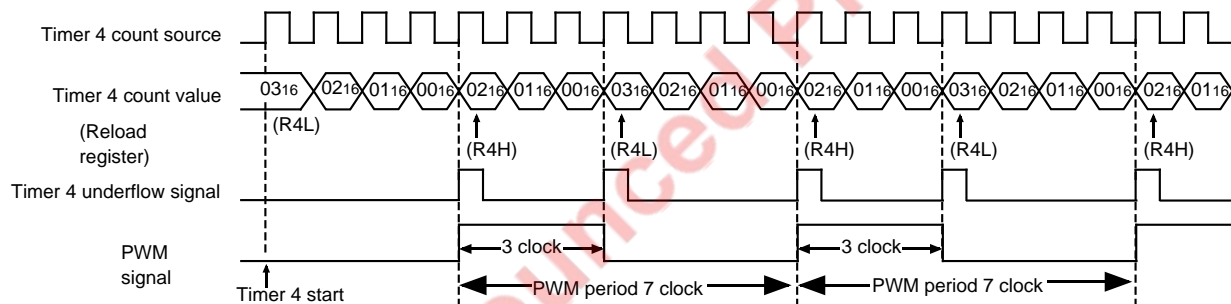 Timer 4 count source
Timer 4 count value
0316 0216 0116 0016 0216 0116 0016 0316 0216 0116 0016 0216 0116 0016 0316 0216 0116 0016 0216 0116
(Reload register)
(R4L) (R4H) (R4L) (R4H) (R4L) (R4H)
Timer 4 underflow signal
PWM signal
3 clock 3 clock
Timer 4 start
PWM period 7 clock PWM period 7 clock
ounced P